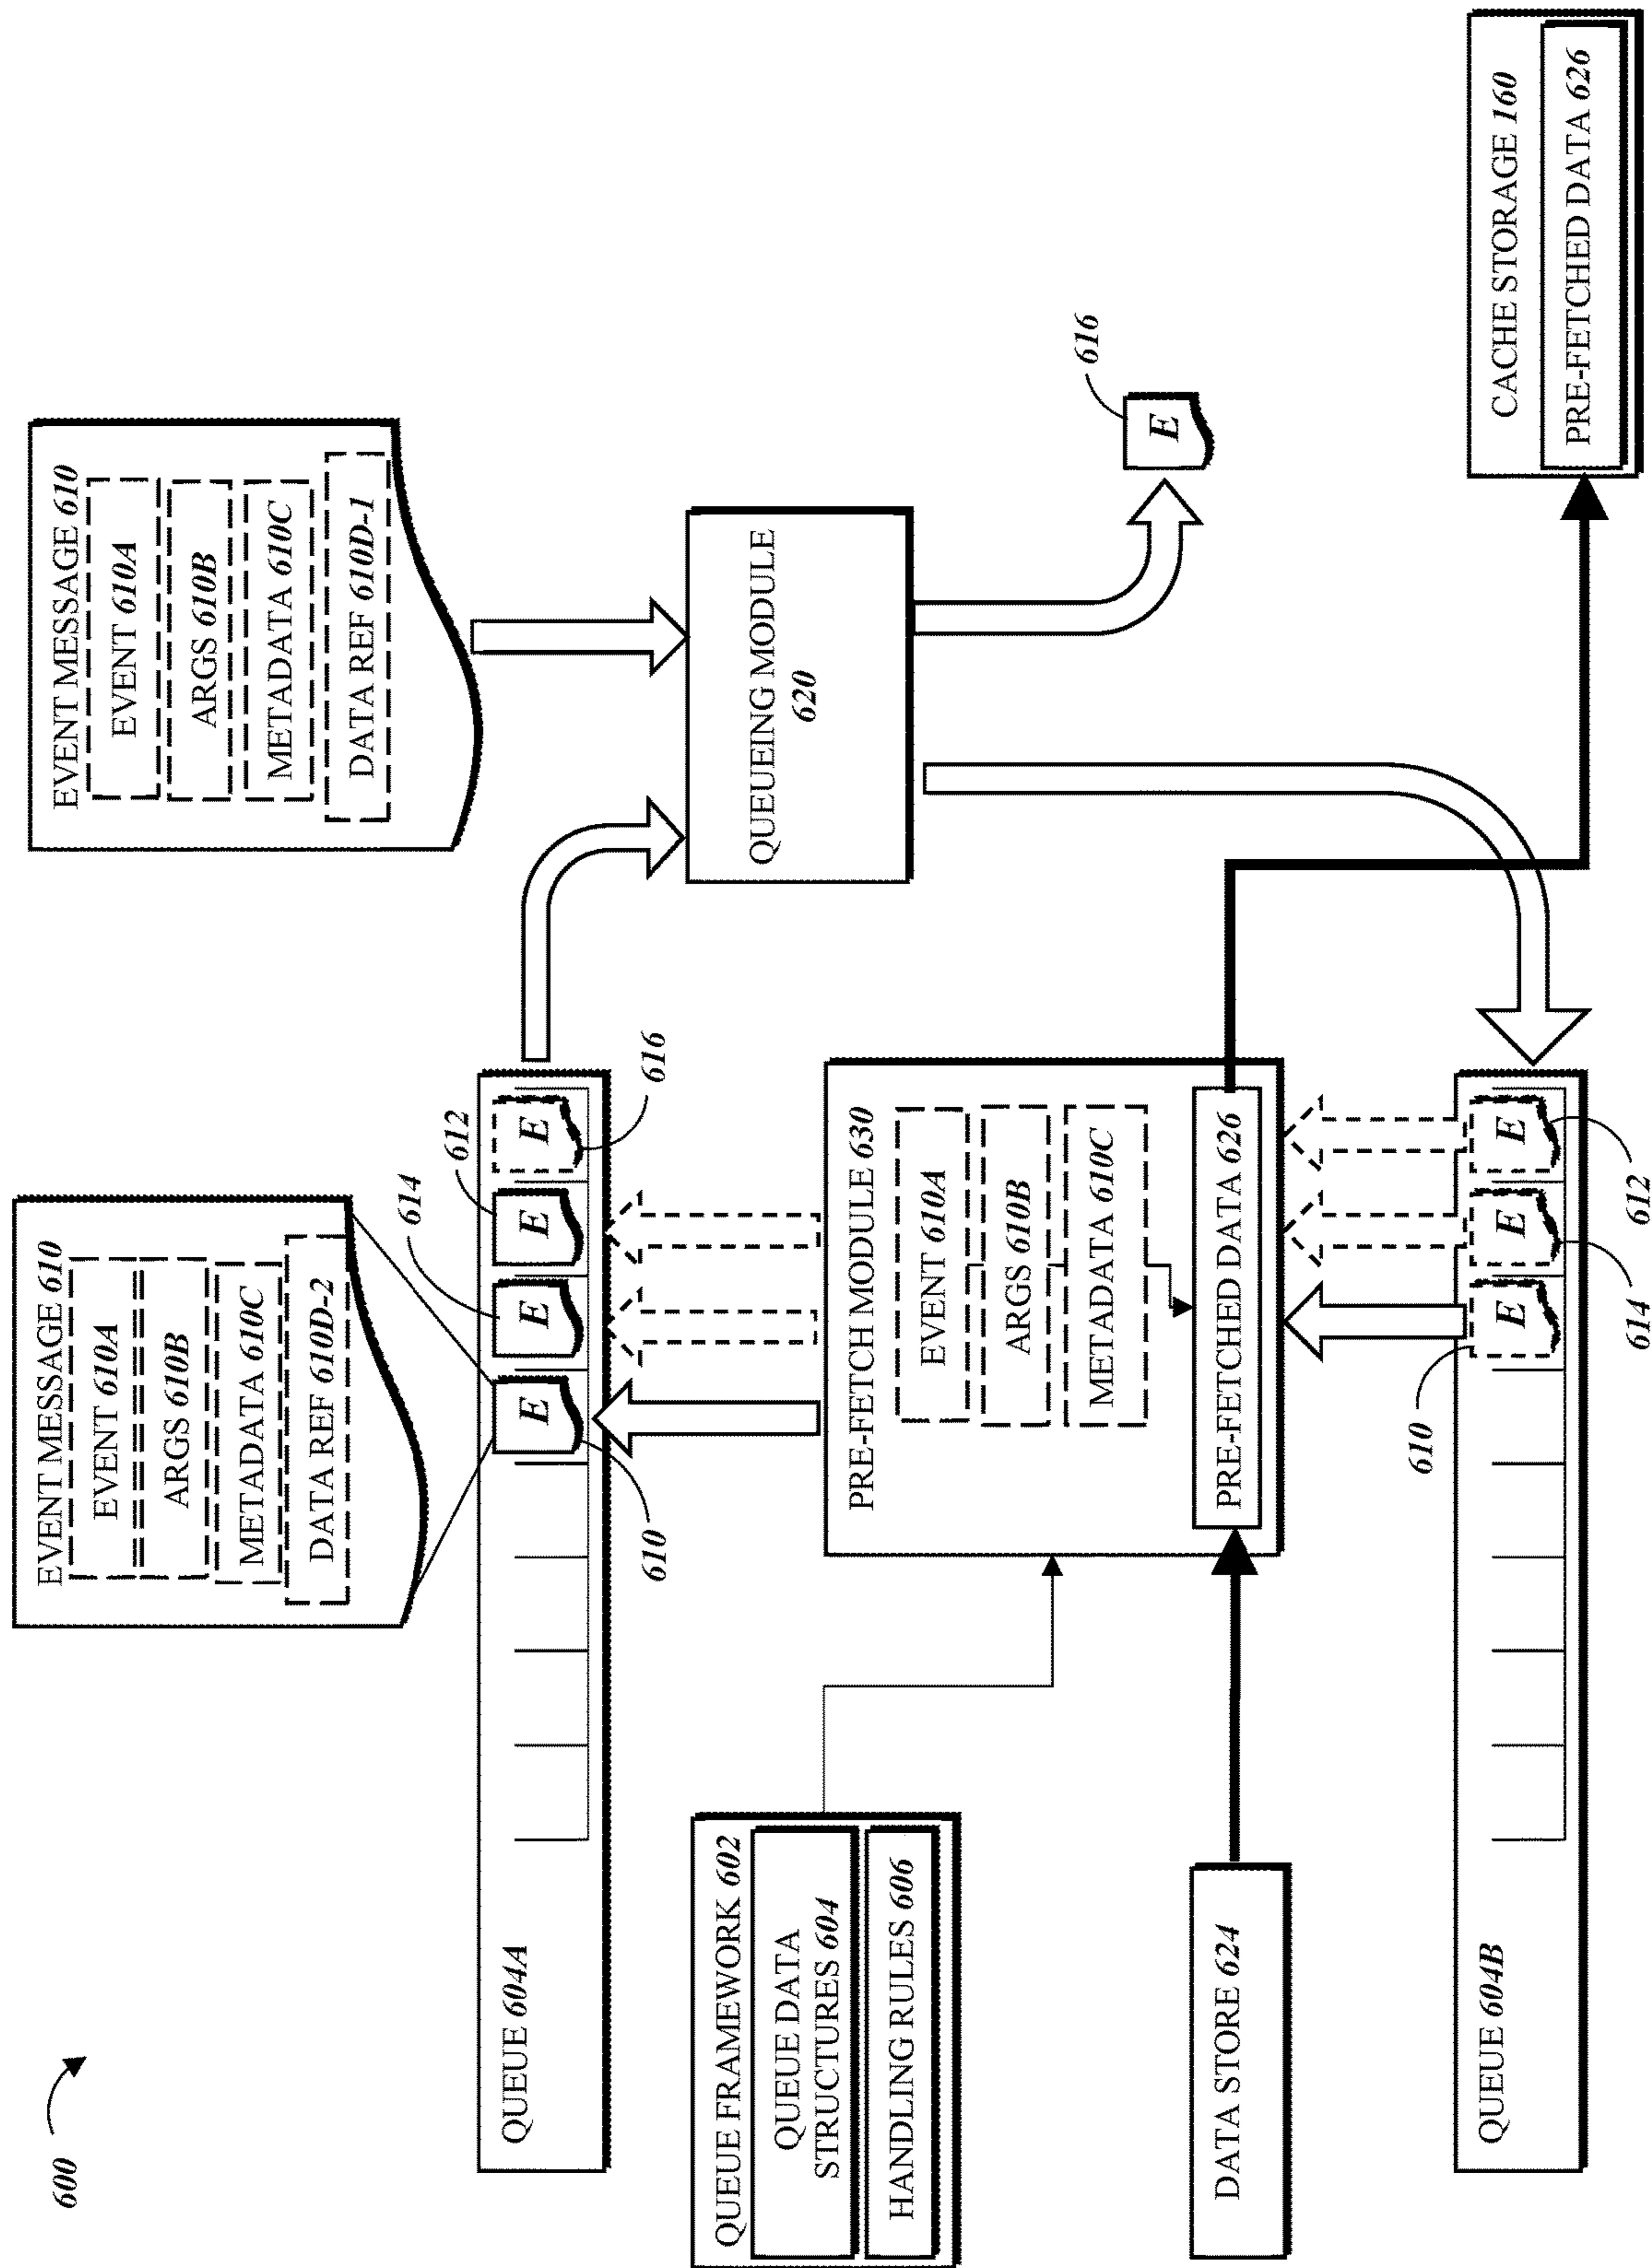 600
EVENT MESSAGE 610
EVENT 610A
ARGS 610B
METADATA 610C
DATA REF 610D-2
EVENT MESSAGE 610
EVENT 610A
ARGS 610B
METADATA 610C
DATA REF 610D-1
QUEUE 604A
E
E
E
E
614
612
616
610
QUEUE FRAMEWORK 602
QUEUE DATA
STRUCTURES 604
HANDLING RULES 606
PRE-FETCH MODULE 630
EVENT 610A
ARGS 610B
METADATA 610C
PRE-FETCHED DATA 626
QUEUEING MODULE
620
616
E
DATA STORE 624
QUEUE 604B
E
E
E
610
614
612
CACHE STORAGE 160
PRE-FETCHED DATA 626